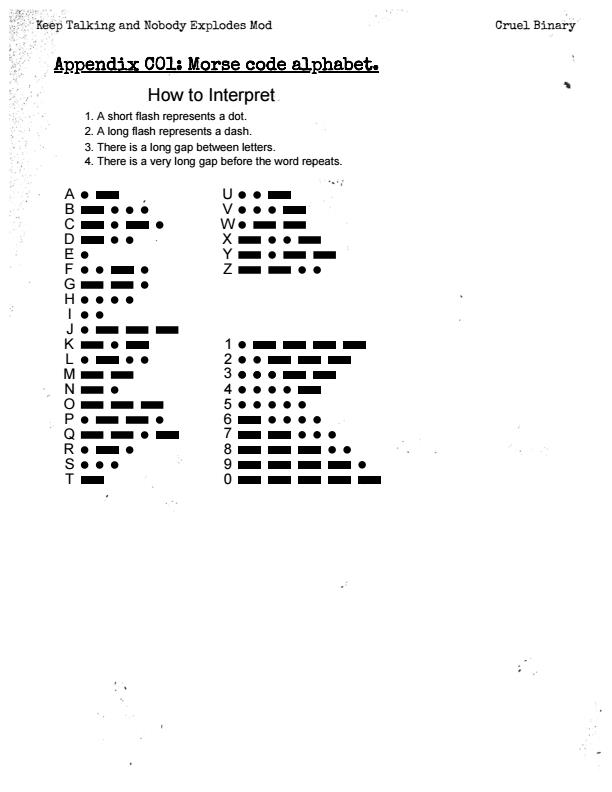 Keep Talking and Nobody Explodes Mod Cruel Binary
Appendix C01: Morse code alphabet.
How to Interpret
1. A short flash represents a dot.
2. A long flash represents a dash.
3. There is a long gap between letters.
4. There is a very long gap before the word repeats.
A U
B V
C W
D X
E Y
F Z
G
H
I
J
K 1
L 2
M 3
N 4
O 5
P 6
Q 7
R 8
S 9
T 0